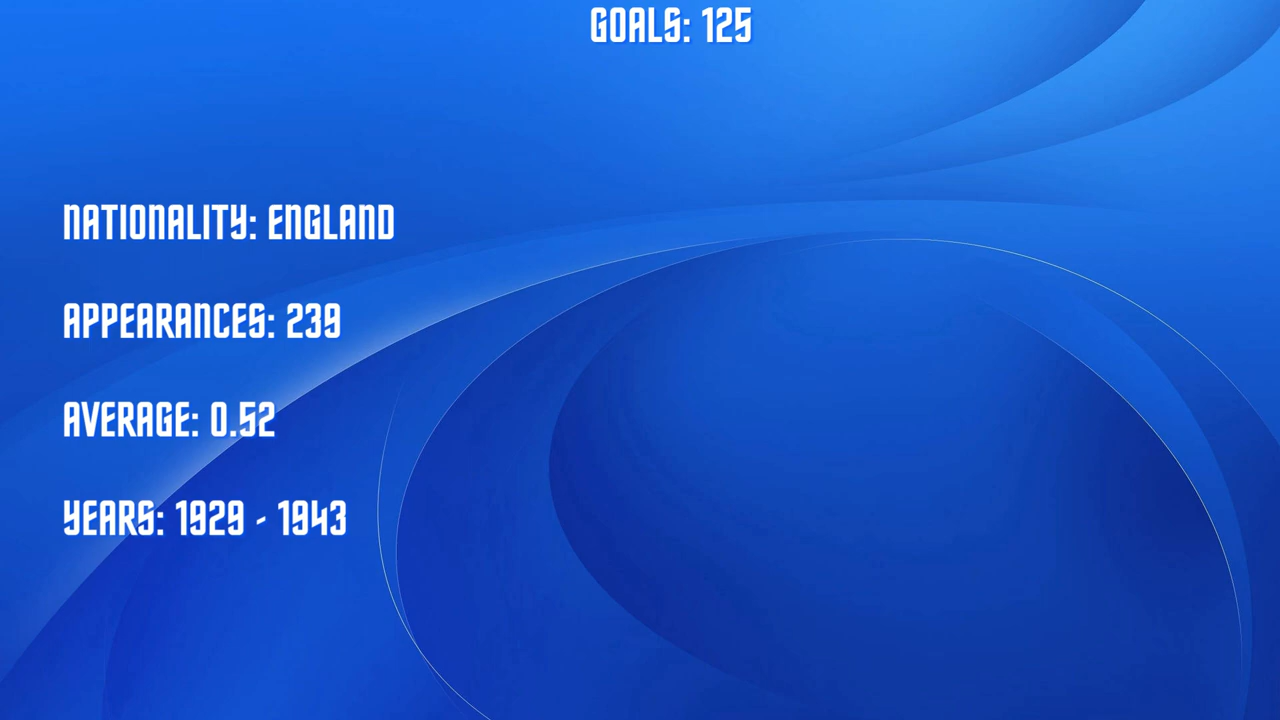 GOALS: 125
NATIONALITY: ENGLAND
APPEARANCES: 239
AVERAGE: 0.52
YEARS: 1929 - 1943